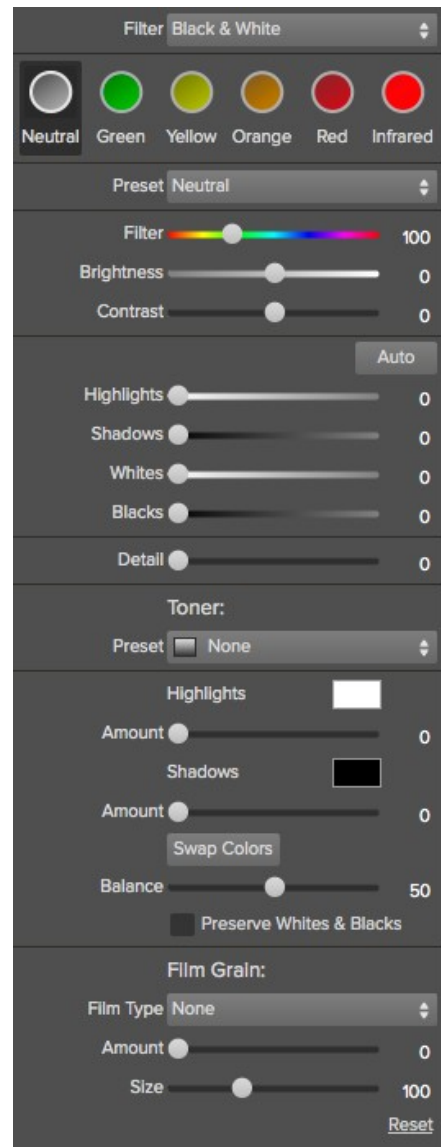 Filter Black & White
Neutral Green Yellow Orange Red Infrared
Preset Neutral
Filter 100
Brightness 0
Contrast 0
Auto
Highlights 0
Shadows 0
Whites 0
Blacks 0
Detail 0
Toner:
Preset None
Highlights
Amount 0
Shadows
Amount 0
Swap Colors
Balance 50
Preserve Whites & Blacks
Film Grain:
Film Type None
Amount 0
Size 100
Reset